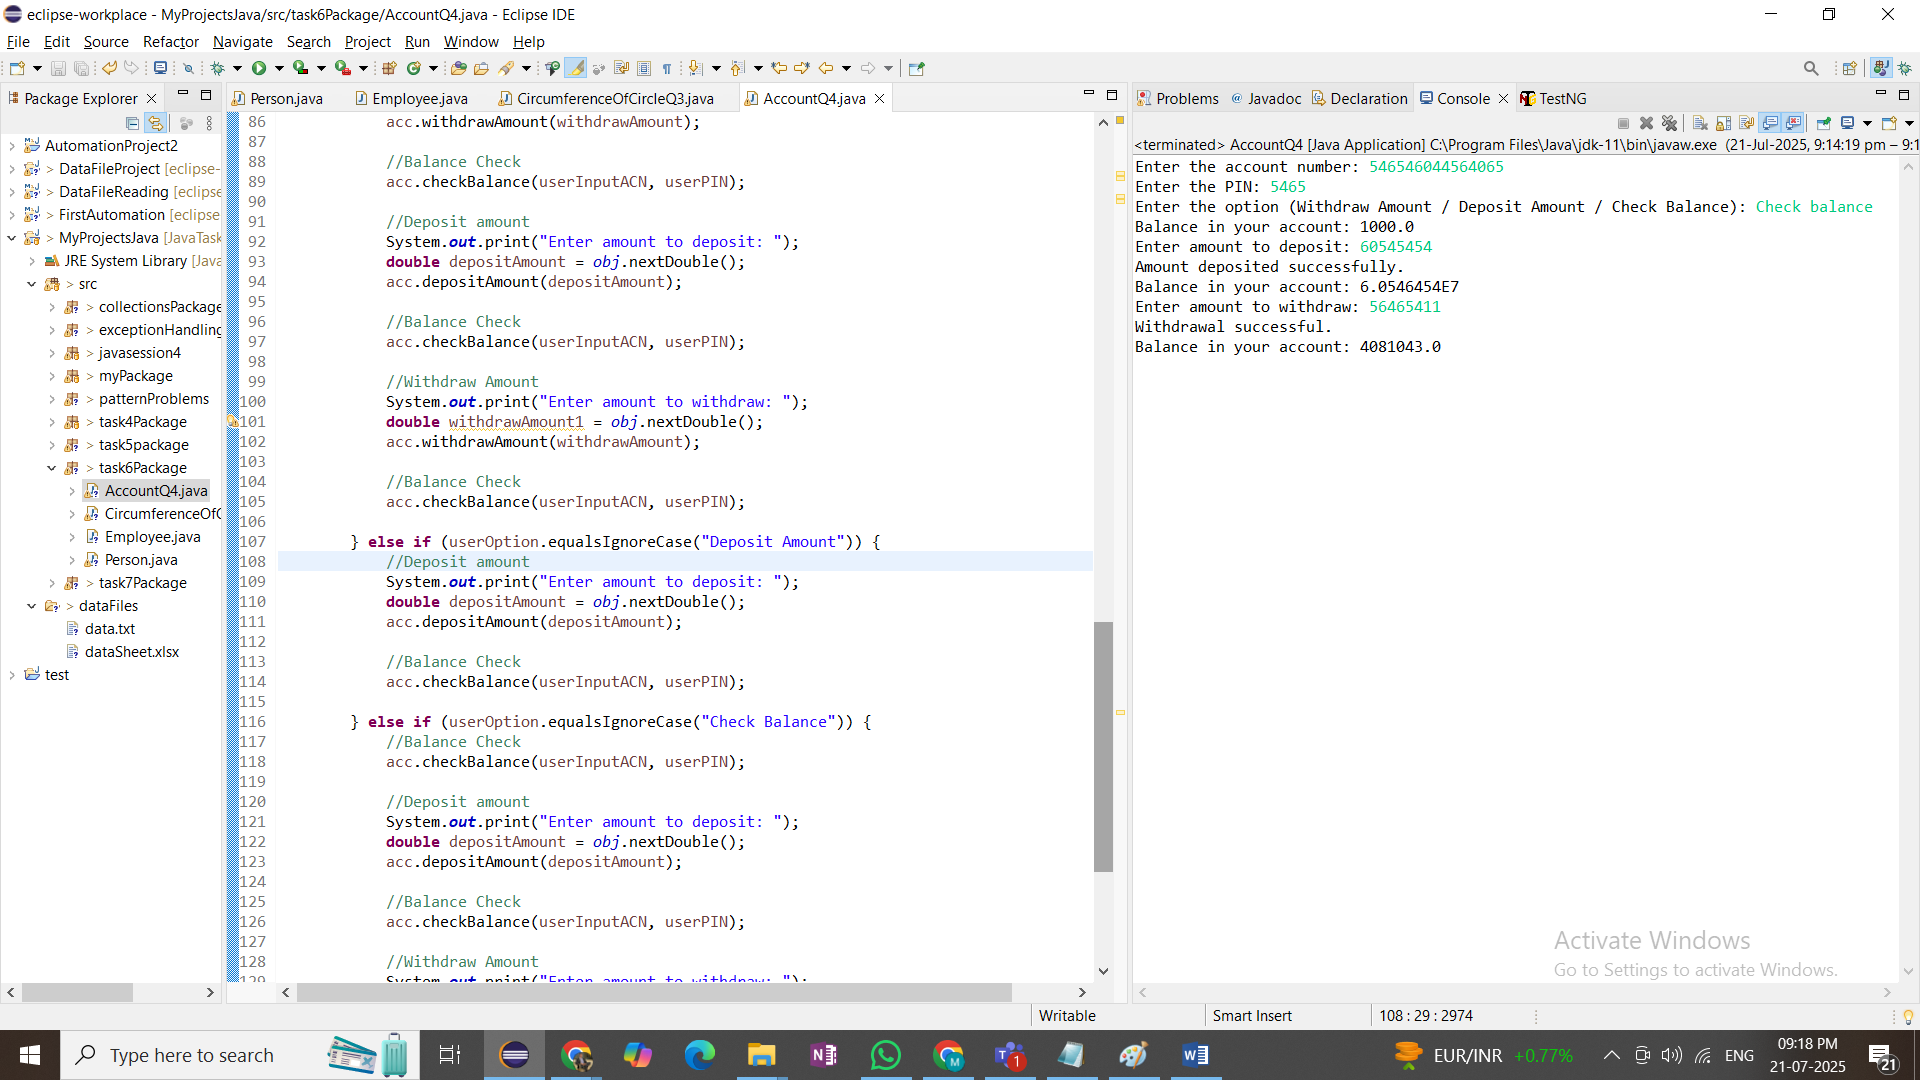 eclipse-workplace - MyProjectsJava/src/task6Package/AccountQ4.java - Eclipse IDE
File Edit Source Refactor Navigate Search Project Run Window Help
Package Explorer
AutomationProject2
> DataFileProject [eclipse-
> DataFileReading [eclipse
> FirstAutomation [eclipse
> MyProjectsJava [JavaTask
JRE System Library [Java
> src
> collectionsPackage
> exceptionHandling
> javasession4
> myPackage
> patternProblems
> task4Package
> task5package
> task6Package
AccountQ4.java
CircumferenceOfC
Employee.java
Person.java
> task7Package
> dataFiles
data.txt
dataSheet.xlsx
test
Person.java Employee.java CircumferenceOfCircleQ3.java AccountQ4.java
86 acc.withdrawAmount(withdrawAmount);
87
88 //Balance Check
89 acc.checkBalance(userInputACN, userPIN);
90
91 //Deposit amount
92 System.out.print("Enter amount to deposit: ");
93 double depositAmount = obj.nextDouble();
94 acc.depositAmount(depositAmount);
95
96 //Balance Check
97 acc.checkBalance(userInputACN, userPIN);
98
99 //Withdraw Amount
100 System.out.print("Enter amount to withdraw: ");
101 double withdrawAmount1 = obj.nextDouble();
102 acc.withdrawAmount(withdrawAmount);
103
104 //Balance Check
105 acc.checkBalance(userInputACN, userPIN);
106
107 } else if (userOption.equalsIgnoreCase("Deposit Amount")) {
108 //Deposit amount
109 System.out.print("Enter amount to deposit: ");
110 double depositAmount = obj.nextDouble();
111 acc.depositAmount(depositAmount);
112
113 //Balance Check
114 acc.checkBalance(userInputACN, userPIN);
115
116 } else if (userOption.equalsIgnoreCase("Check Balance")) {
117 //Balance Check
118 acc.checkBalance(userInputACN, userPIN);
119
120 //Deposit amount
121 System.out.print("Enter amount to deposit: ");
122 double depositAmount = obj.nextDouble();
123 acc.depositAmount(depositAmount);
124
125 //Balance Check
126 acc.checkBalance(userInputACN, userPIN);
127
128 //Withdraw Amount
129 System.out.print("Enter amount to withdraw: ");
Problems Javadoc Declaration Console TestNG
<terminated> AccountQ4 [Java Application] C:\Program Files\Java\jdk-11\bin\javaw.exe (21-Jul-2025, 9:14:19 pm – 9:1
Enter the account number: 546546044564065
Enter the PIN: 5465
Enter the option (Withdraw Amount / Deposit Amount / Check Balance): Check balance
Balance in your account: 1000.0
Enter amount to deposit: 60545454
Amount deposited successfully.
Balance in your account: 6.0546454E7
Enter amount to withdraw: 56465411
Withdrawal successful.
Balance in your account: 4081043.0
Activate Windows
Go to Settings to activate Windows.
Writable Smart Insert 108 : 29 : 2974
Type here to search
EUR/INR +0.77%
ENG
09:18 PM
21-07-2025
21
1